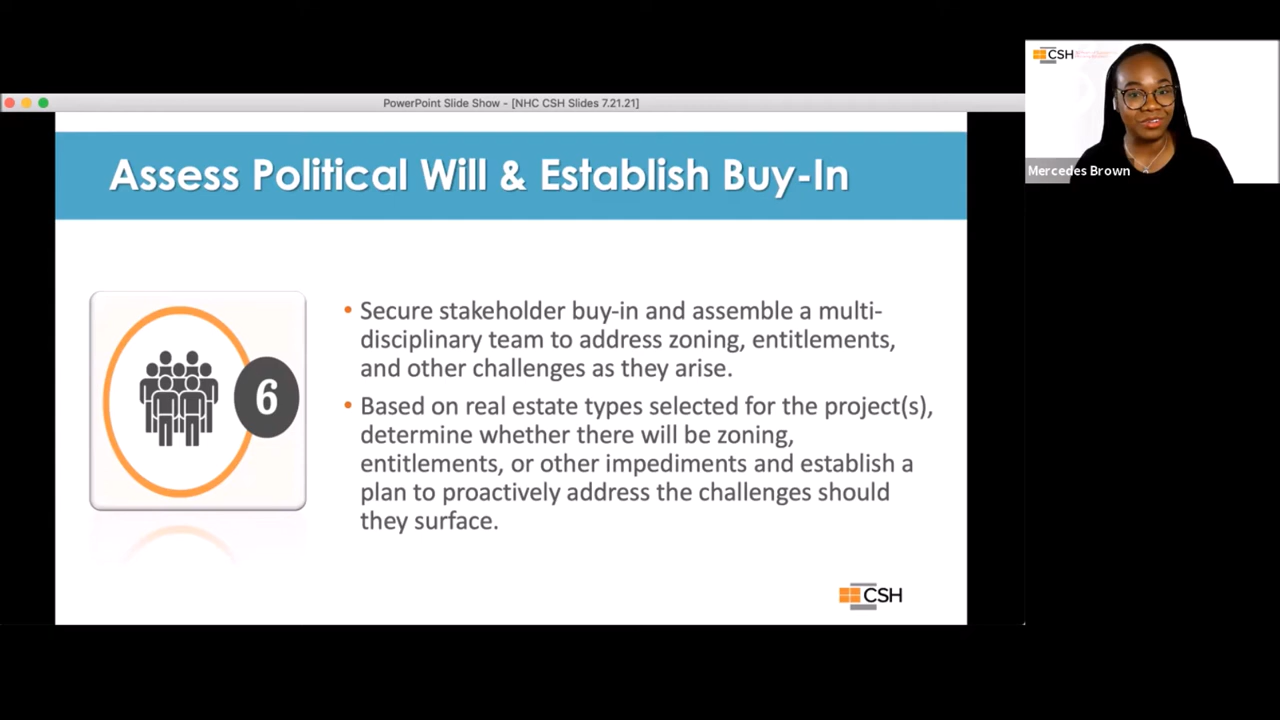 CSH
Mercedes Brown
PowerPoint Slide Show - [NHC CSH Slides 7.21.21]
Assess Political Will & Establish Buy-In
6
• Secure stakeholder buy-in and assemble a multi-
disciplinary team to address zoning, entitlements,
and other challenges as they arise.
• Based on real estate types selected for the project(s),
determine whether there will be zoning,
entitlements, or other impediments and establish a
plan to proactively address the challenges should
they surface.
CSH